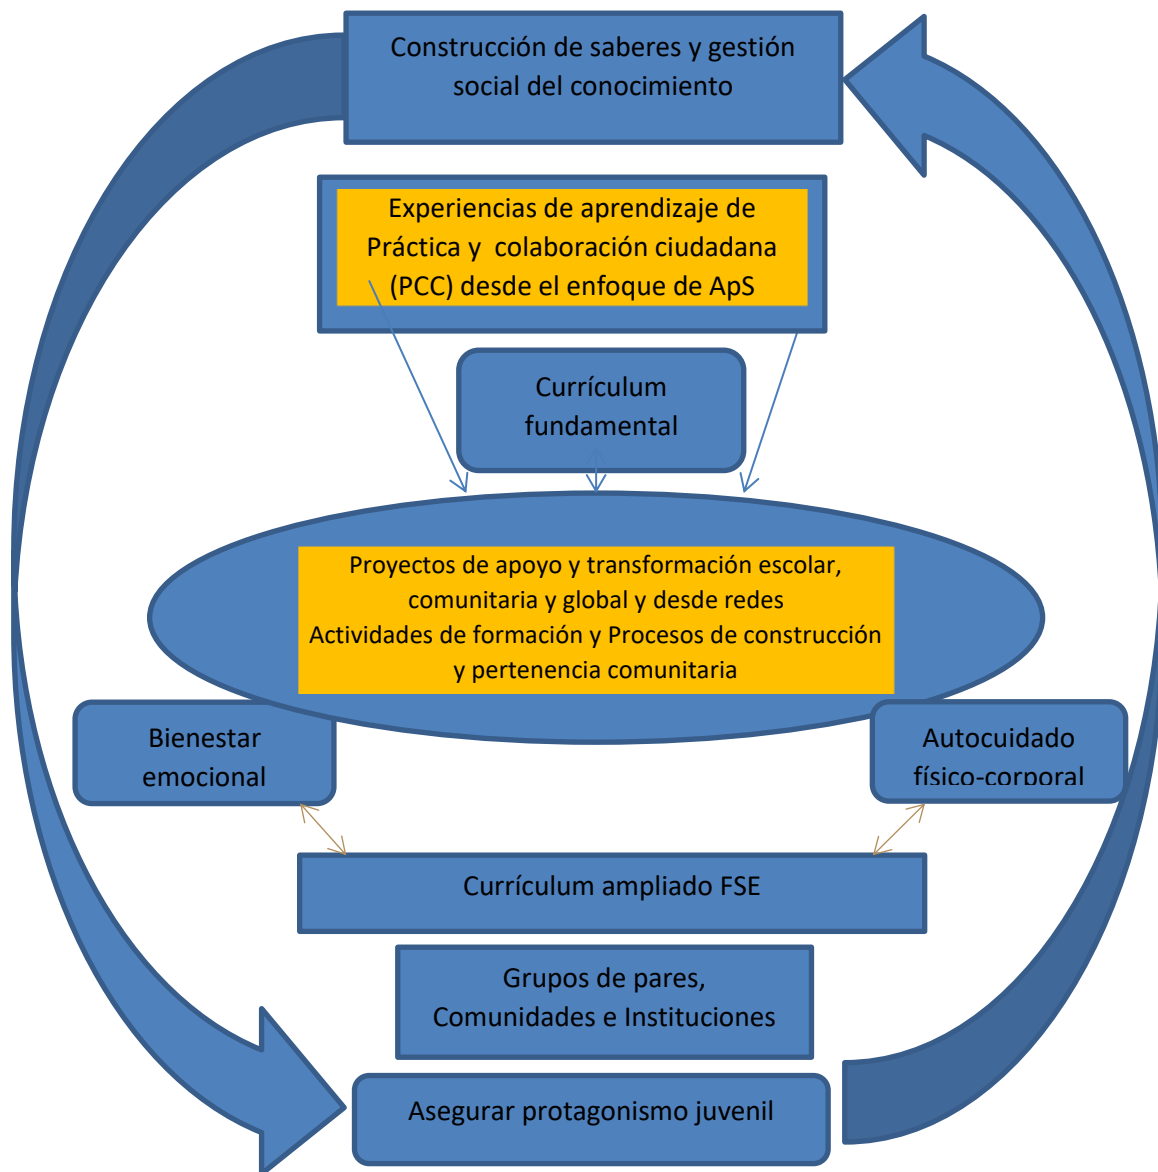 Construcción de saberes y gestión
social del conocimiento
Experiencias de aprendizaje de
Práctica y colaboración ciudadana
(PCC) desde el enfoque de ApS
Currículum
fundamental
Proyectos de apoyo y transformación escolar,
comunitaria y global y desde redes
Actividades de formación y Procesos de construcción
y pertenencia comunitaria
Bienestar
emocional
Autocuidado
físico-corporal
Currículum ampliado FSE
Grupos de pares,
Comunidades e Instituciones
Asegurar protagonismo juvenil